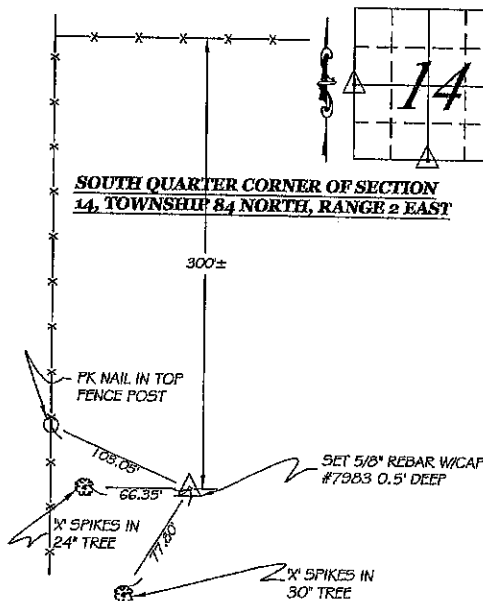 14
SOUTH QUARTER CORNER OF SECTION
14, TOWNSHIP 84 NORTH, RANGE 2 EAST
300'±
PK NAIL IN TOP
FENCE POST
103.03'
SET 5/8" REBAR W/CAP
#7983 0.5' DEEP
66.35'
"X" SPIKES IN
24" TREE
77.80'
"X" SPIKES IN
30" TREE